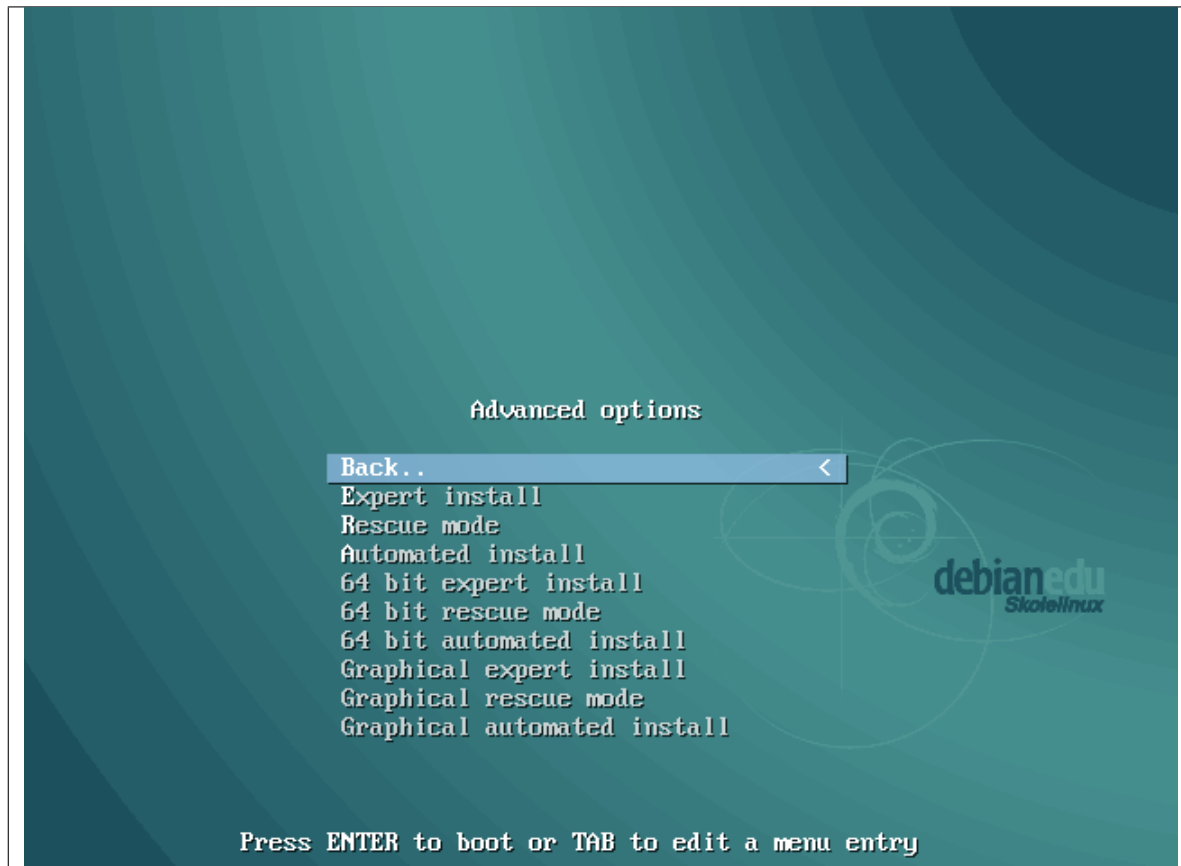 Advanced options
Back.. <
Expert install
Rescue mode
Automated install
64 bit expert install
64 bit rescue mode
64 bit automated install
Graphical expert install
Graphical rescue mode
Graphical automated install
debianedu
Skolelinux
Press ENTER to boot or TAB to edit a menu entry